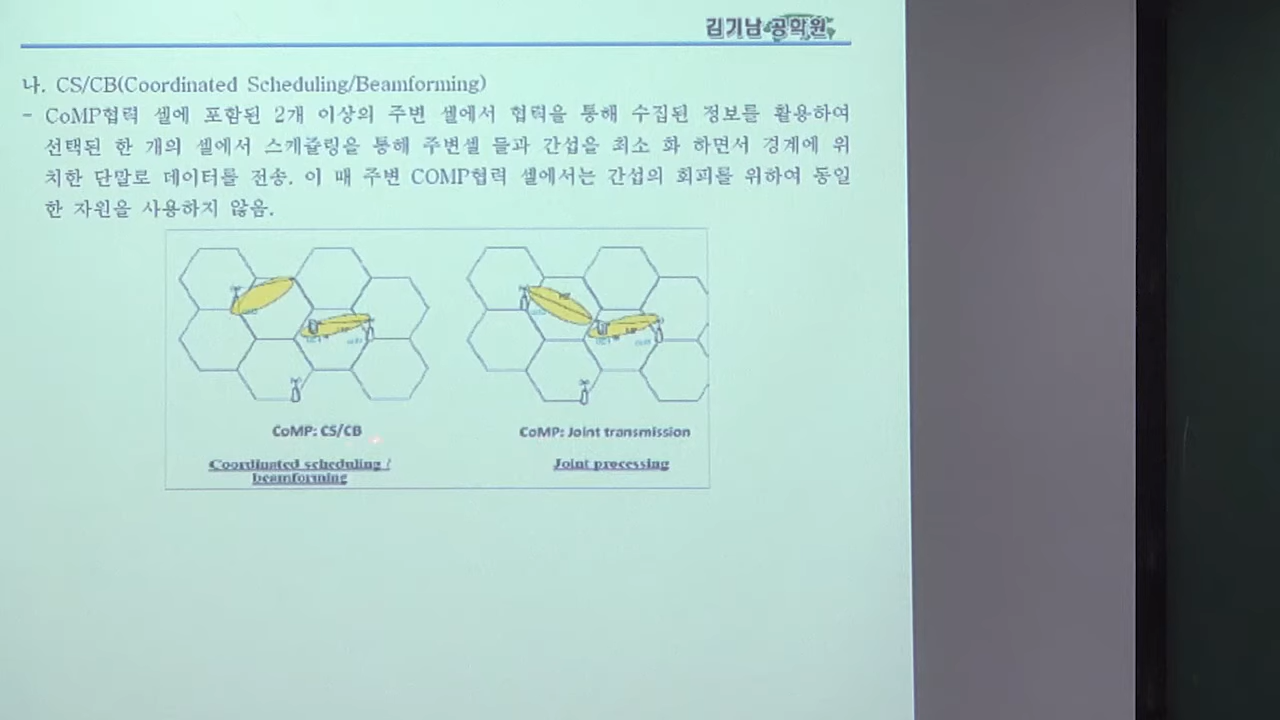 김기남 공학원
나. CS/CB(Coordinated Scheduling/Beamforming)
- CoMP협력 셀에 포함된 2개 이상의 주변 셀에서 협력을 통해 수집된 정보를 활용하여
선택된 한 개의 셀에서 스케쥴링을 통해 주변셀 들과 간섭을 최소 화 하면서 경계에 위
치한 단말로 데이터를 전송. 이 때 주변 COMP협력 셀에서는 간섭의 회피를 위하여 동일
한 자원을 사용하지 않음.
CoMP: CS/CB
Coordinated scheduling /
beamforming
CoMP: Joint transmission
Joint processing